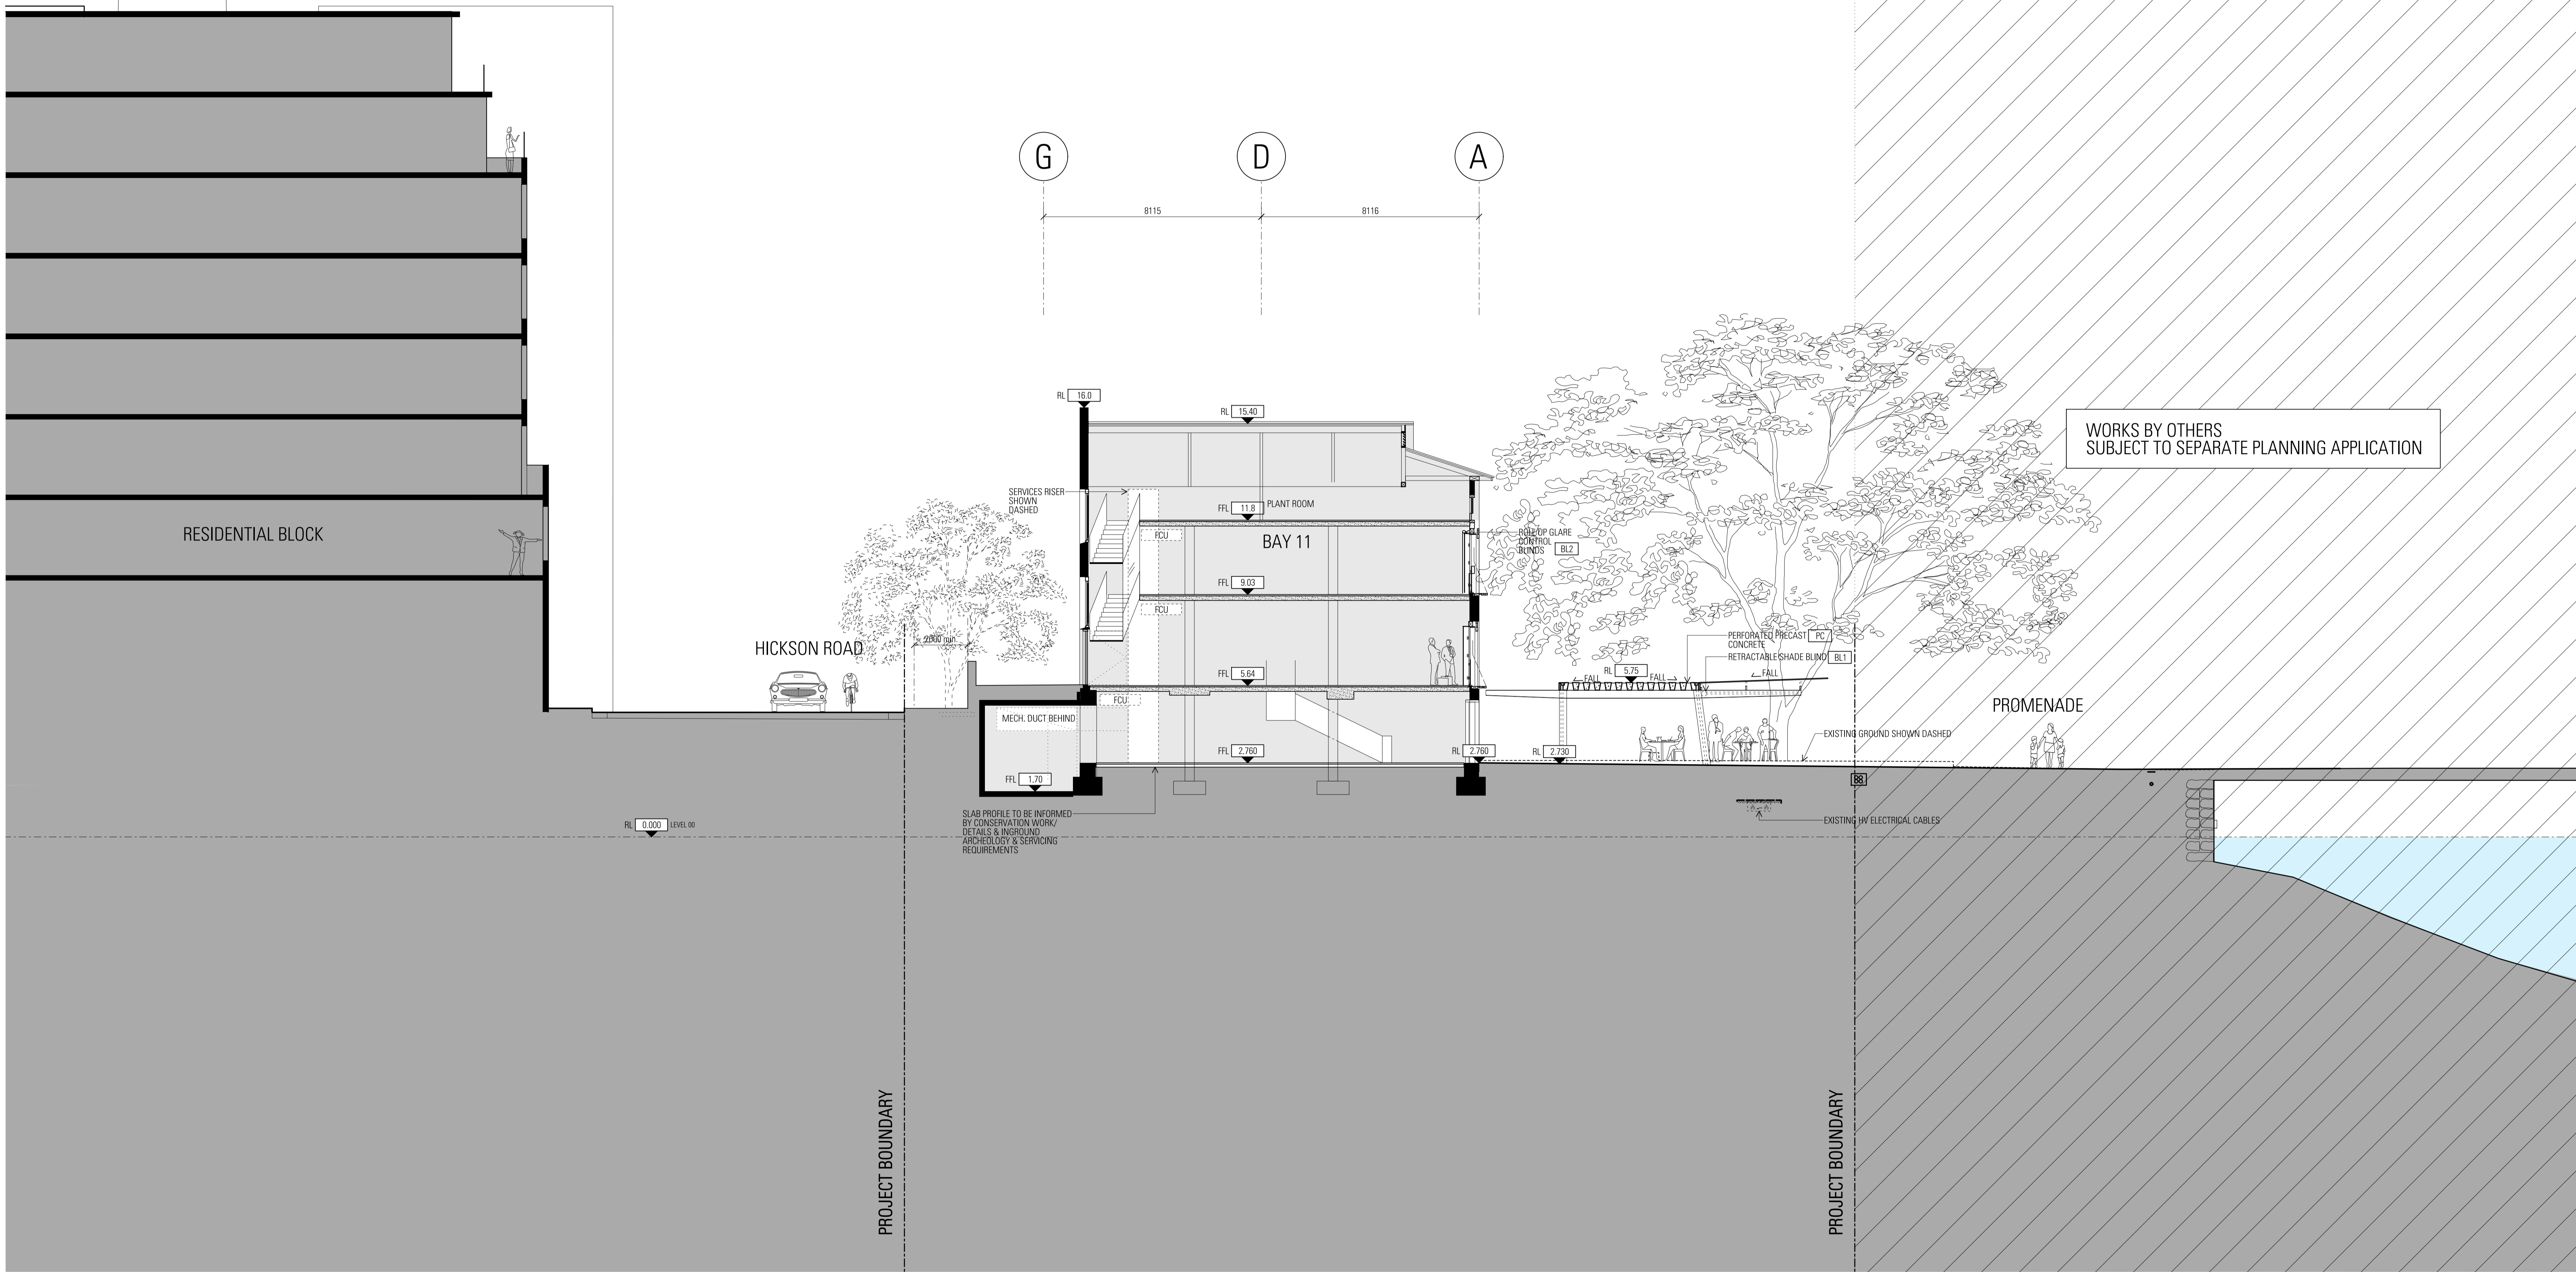 G
D
A
8115
8116
RL 16.0
RL 15.40
WORKS BY OTHERS
SUBJECT TO SEPARATE PLANNING APPLICATION
SERVICES RISER
SHOWN
DASHED
FFL 11.8
PLANT ROOM
RESIDENTIAL BLOCK
FCU
BAY 11
ROLL UP GLARE
CONTROL
BLINDS BL2
FFL 9.03
FCU
HICKSON ROAD
2000 min.
PERFORATED PRECAST PC
CONCRETE
RETRACTABLE SHADE BLIND BL1
FFL 5.64
RL 5.75
FALL
FALL
FALL
FCU
PROMENADE
MECH. DUCT BEHIND
EXISTING GROUND SHOWN DASHED
FFL 2,760
RL 2.760
RL 2.730
FFL 1.70
SLAB PROFILE TO BE INFORMED
BY CONSERVATION WORK/
DETAILS & INGROUND
ARCHEOLOGY & SERVICING
REQUIREMENTS
EXISTING HV ELECTRICAL CABLES
RL 0.000 LEVEL 00
PROJECT BOUNDARY
PROJECT BOUNDARY